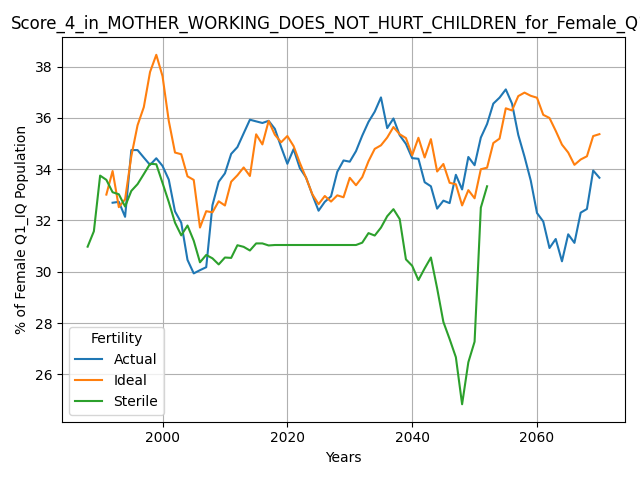 Score_4_in_MOTHER_WORKING_DOES_NOT_HURT_CHILDREN_for_Female_Q
38
36
34
32
30
28
26
% of Female Q1_IQ Population
Fertility
Actual
Ideal
Sterile
2000 2020 2040 2060
Years